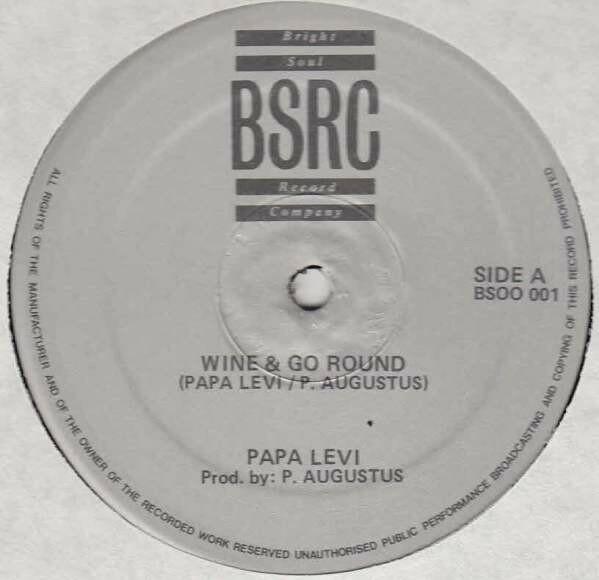 Bright
Soul
BSRC
Record
Company
SIDE A
BSOO 001
WINE & GO ROUND
(PAPA LEVI / P. AUGUSTUS)
PAPA LEVI
Prod. by: P. AUGUSTUS
ALL RIGHTS OF THE MANUFACTURER AND OF THE OWNER OF THE RECORDED WORK RESERVED UNAUTHORISED PUBLIC PERFORMANCE BROADCASTING AND COPYING OF THIS RECORD PROHIBITED